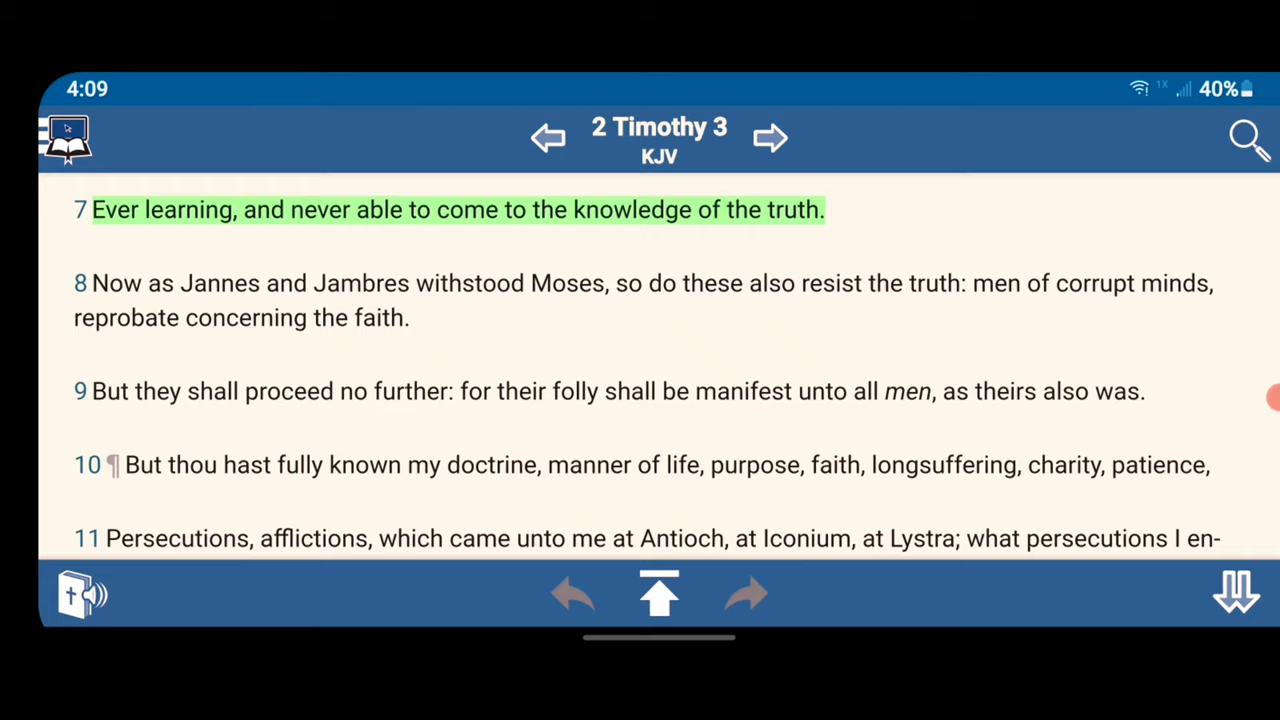 4:09
1X 40%
2 Timothy 3
KJV
7 Ever learning, and never able to come to the knowledge of the truth.
8 Now as Jannes and Jambres withstood Moses, so do these also resist the truth: men of corrupt minds,
reprobate concerning the faith.
9 But they shall proceed no further: for their folly shall be manifest unto all men, as theirs also was.
10 ¶ But thou hast fully known my doctrine, manner of life, purpose, faith, longsuffering, charity, patience,
11 Persecutions, afflictions, which came unto me at Antioch, at Iconium, at Lystra; what persecutions I en-